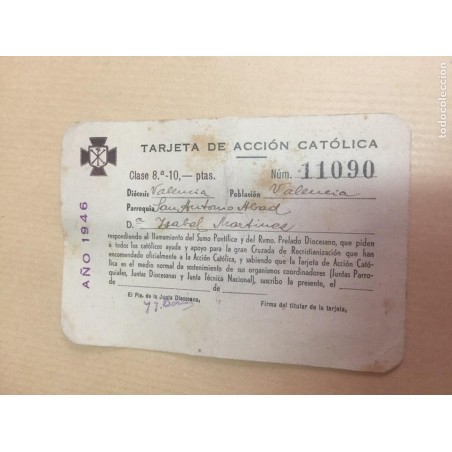 TARJETA DE ACCIÓN CATÓLICA
Clase 8.ª-10,— ptas. Núm. 11090
Diócesis Valencia Población Valencia
Parroquia San Antonio Abad
D.ª Isabel Martinez
respondiendo al llamamiento del Sumo Pontífice y del Rvmo. Prelado Diocesano, que piden
a todos los católicos ayuda y apoyo para la gran Cruzada de Recristianización que han
encomendado oficialmente a la Acción Católica, y sabiendo que la Tarjeta de Acción Cató-
lica es el medio normal de sostenimiento de sus organismos coordinadores (Juntas Parro-
quiales, Juntas Diocesanas y Junta Técnica Nacional), suscribo la presente, el
de de
El Pte. de la Junta Diocesana, Firma del titular de la tarjeta,
AÑO 1946
todocoleccion